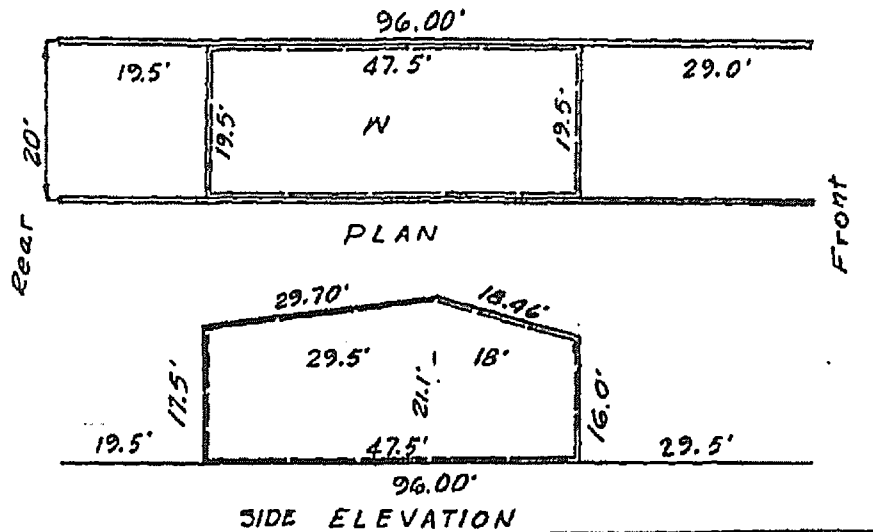 96.00'
19.5' 47.5' 29.0'
20' 19.5' M 19.5'
Rear PLAN Front
29.70' 18.46'
17.5' 29.5' 21.1' 18' 16.0'
19.5' 47.5' 29.5'
96.00'
SIDE ELEVATION